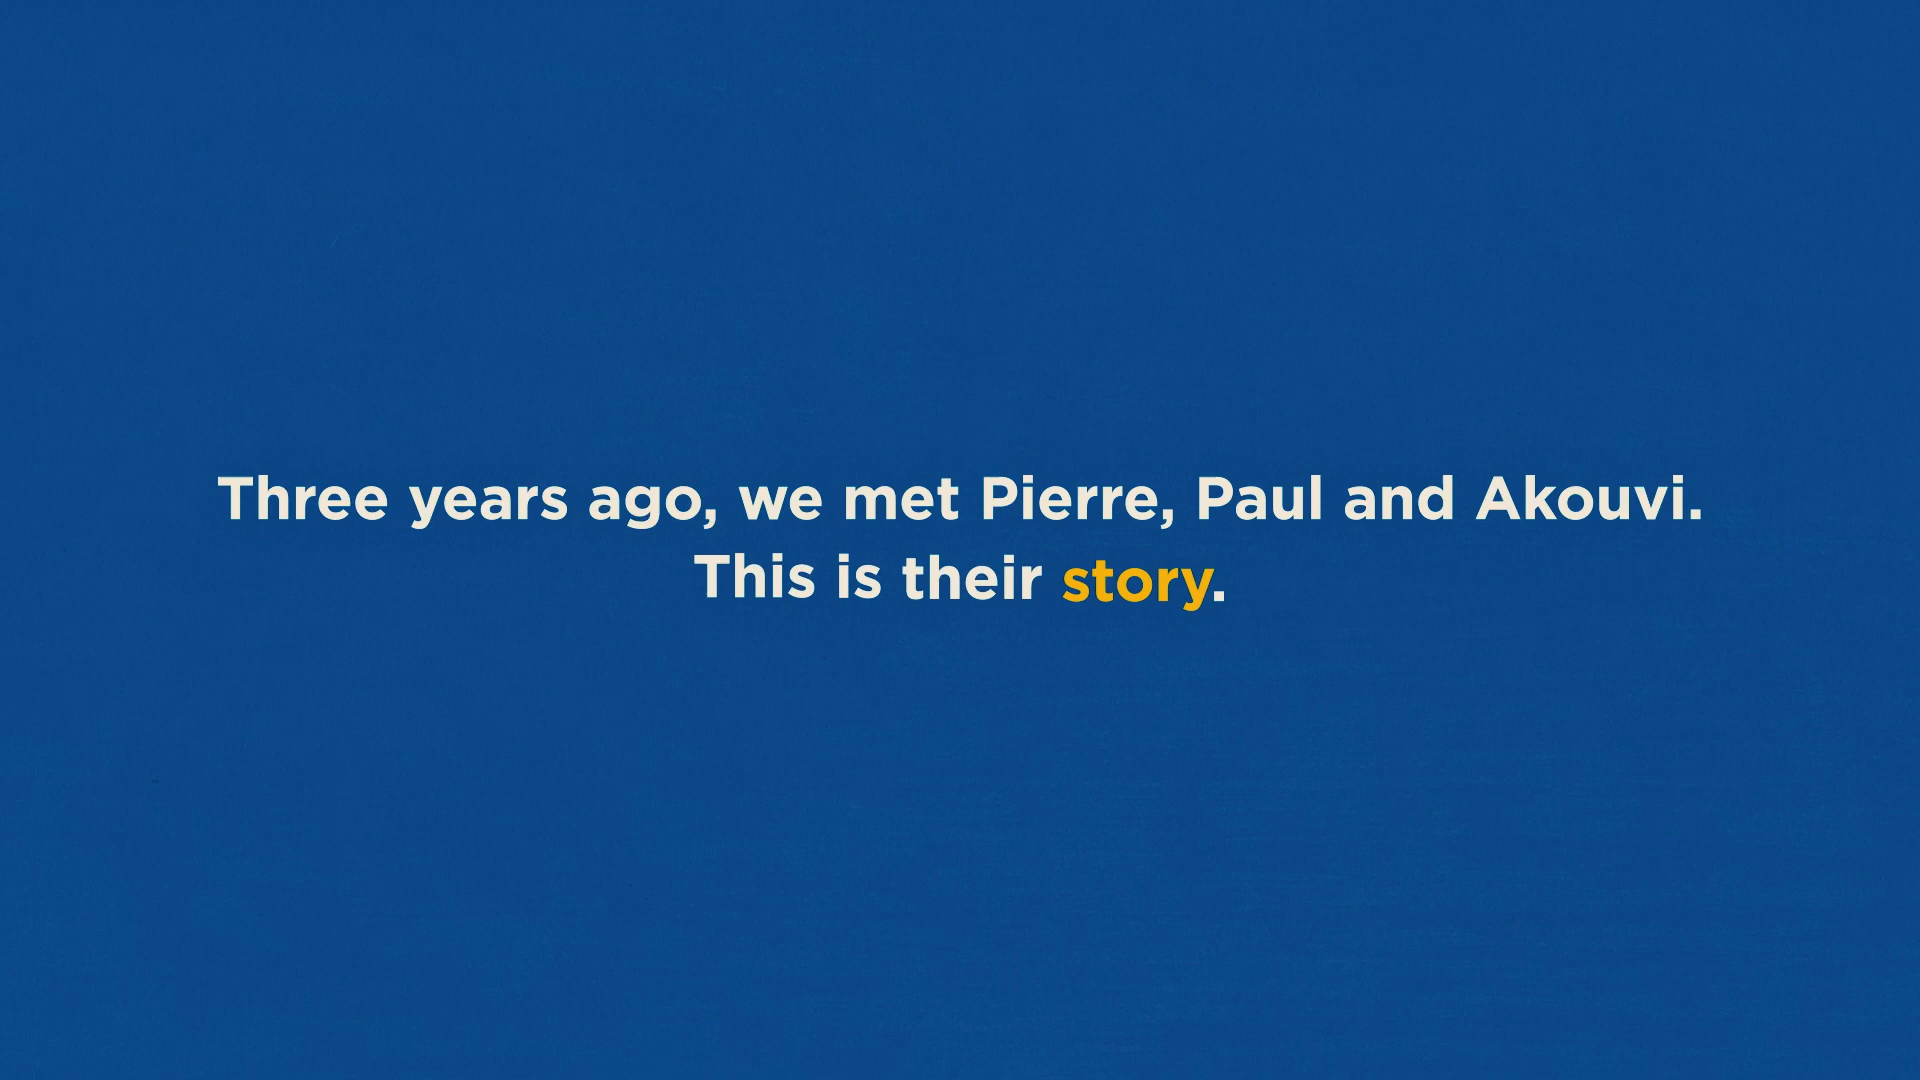 Three years ago, we met Pierre, Paul and Akouvi.
This is their story.